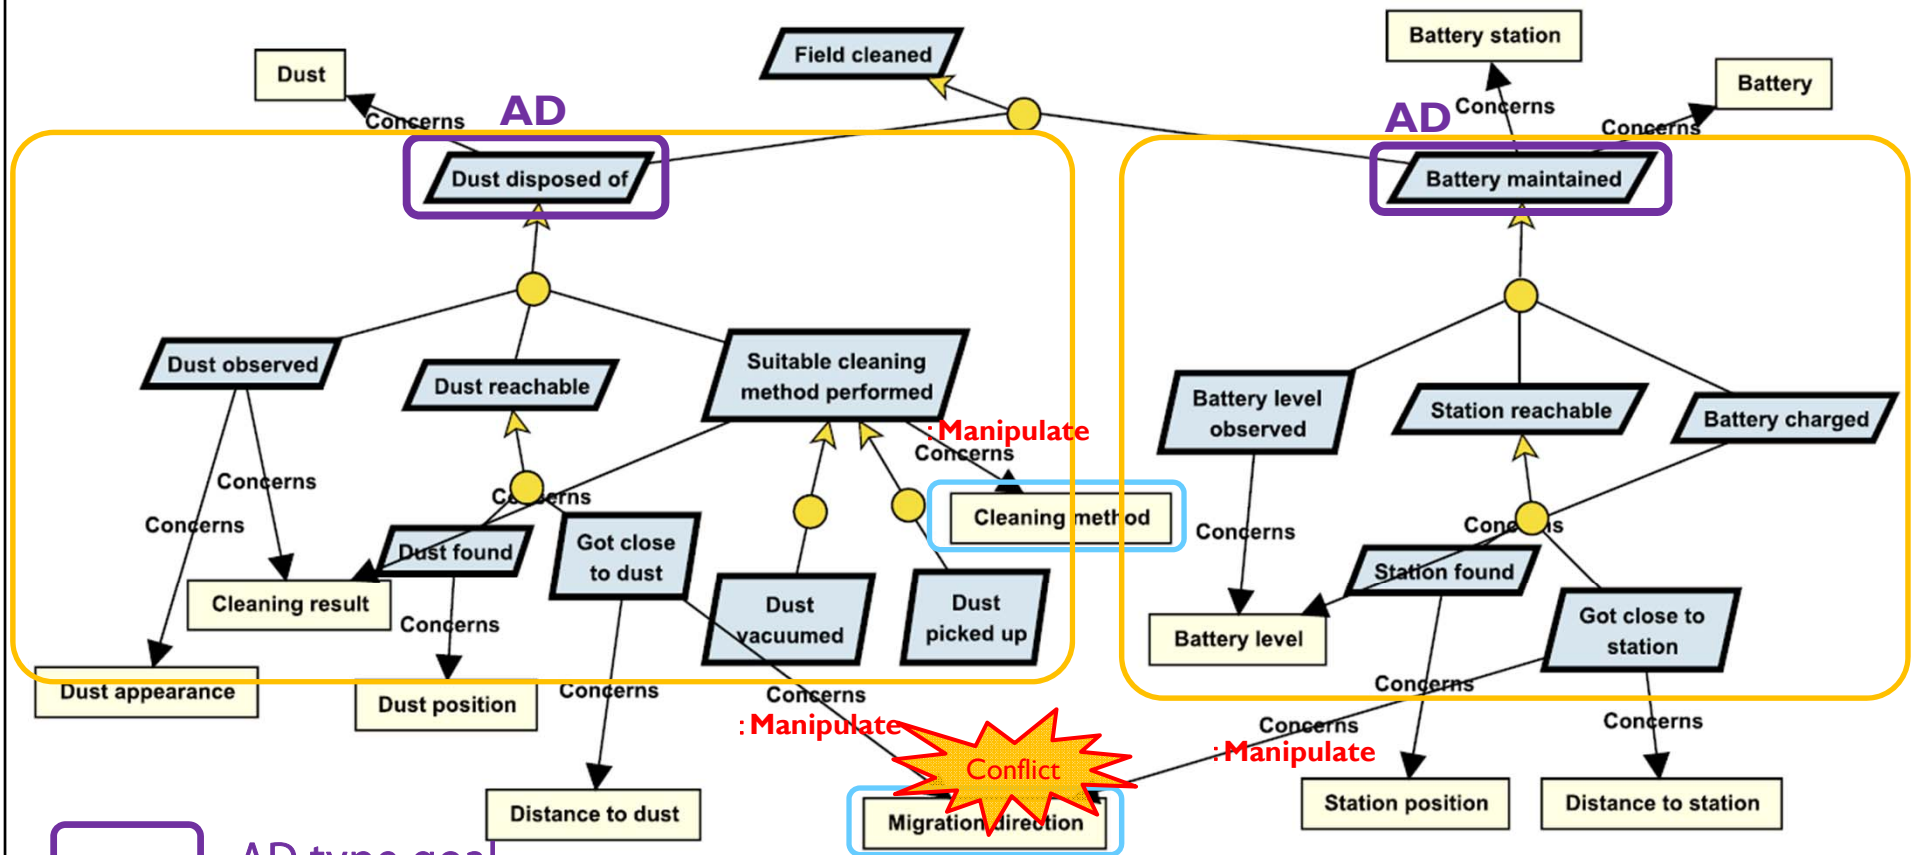 Battery station
Field cleaned
Dust
Battery
Concerns
AD
Concerns
AD
Concerns
Dust disposed of
Battery maintained
Dust observed
Dust reachable
Suitable cleaning
method performed
Battery level
observed
Station reachable
Battery charged
:Manipulate
Concerns
Concerns
Concerns
Cleaning method
Concerns
Concerns
Concerns
Dust found
Got close
to dust
Station found
Cleaning result
Dust
vacuumed
Dust
picked up
Concerns
Battery level
Got close to
station
Dust appearance
Dust position
Concerns
Concerns
Concerns
:Manipulate
Concerns
Concerns
:Manipulate
Conflict
Distance to dust
Migration direction
Station position
Distance to station
AD type goal